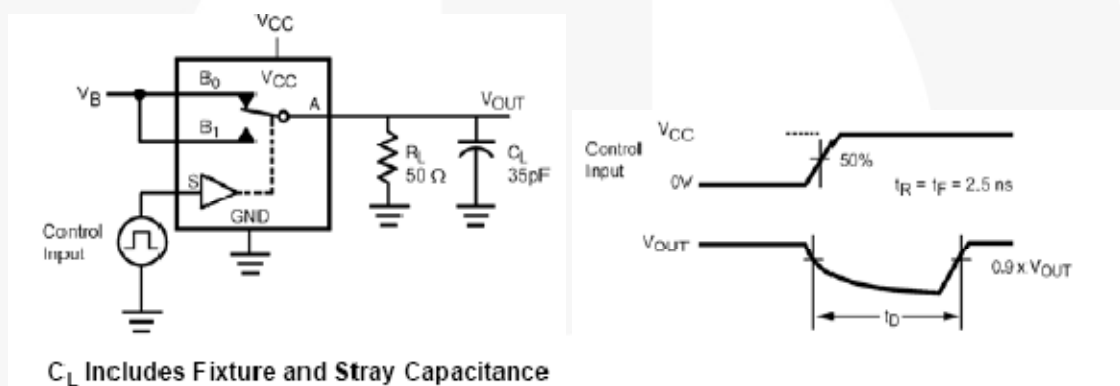 VCC
B0 VCC
VB
A
VOUT
B1
RL
50 Ω
CL
35pF
S
GND
Control
Input
CL Includes Fixture and Stray Capacitance
Control
Input
VCC
50%
0V
tR = tF = 2.5 ns
VOUT
0.9 x VOUT
tD